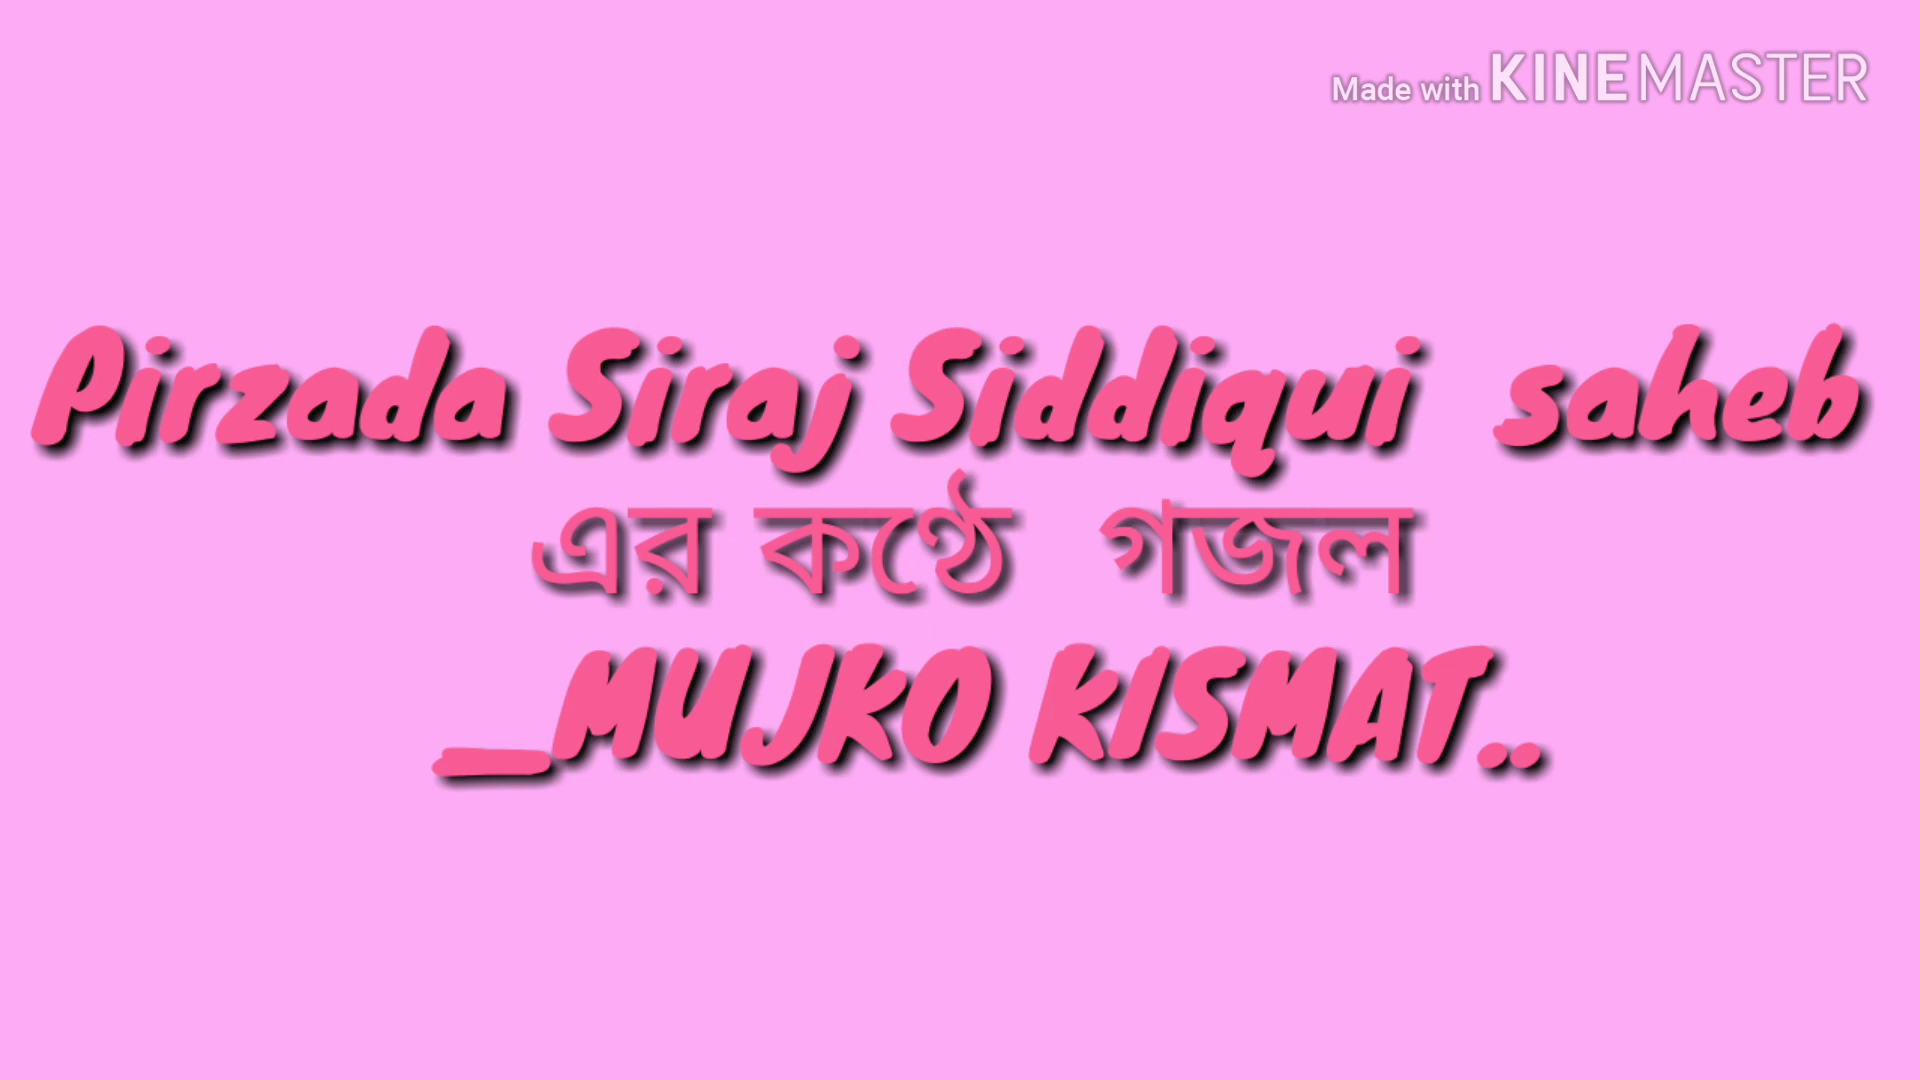 Made with KINEMASTER
Pirzada Siraj Siddiqui saheb
এর কণ্ঠে গজল
_MUJKO KISMAT..